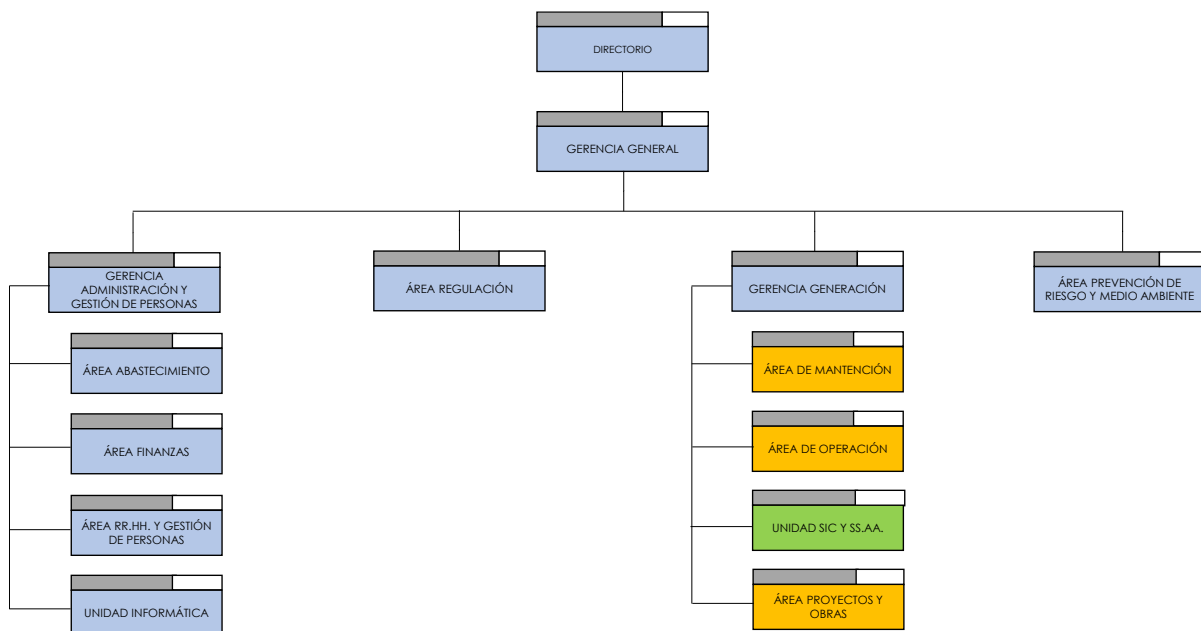 DIRECTORIO
GERENCIA GENERAL
GERENCIA
ADMINISTRACIÓN Y
GESTIÓN DE PERSONAS
ÁREA REGULACIÓN
GERENCIA GENERACIÓN
ÁREA PREVENCIÓN DE
RIESGO Y MEDIO AMBIENTE
ÁREA ABASTECIMIENTO
ÁREA FINANZAS
ÁREA RR.HH. Y GESTIÓN
DE PERSONAS
UNIDAD INFORMÁTICA
ÁREA DE MANTENCIÓN
ÁREA DE OPERACIÓN
UNIDAD SIC Y SS.AA.
ÁREA PROYECTOS Y
OBRAS